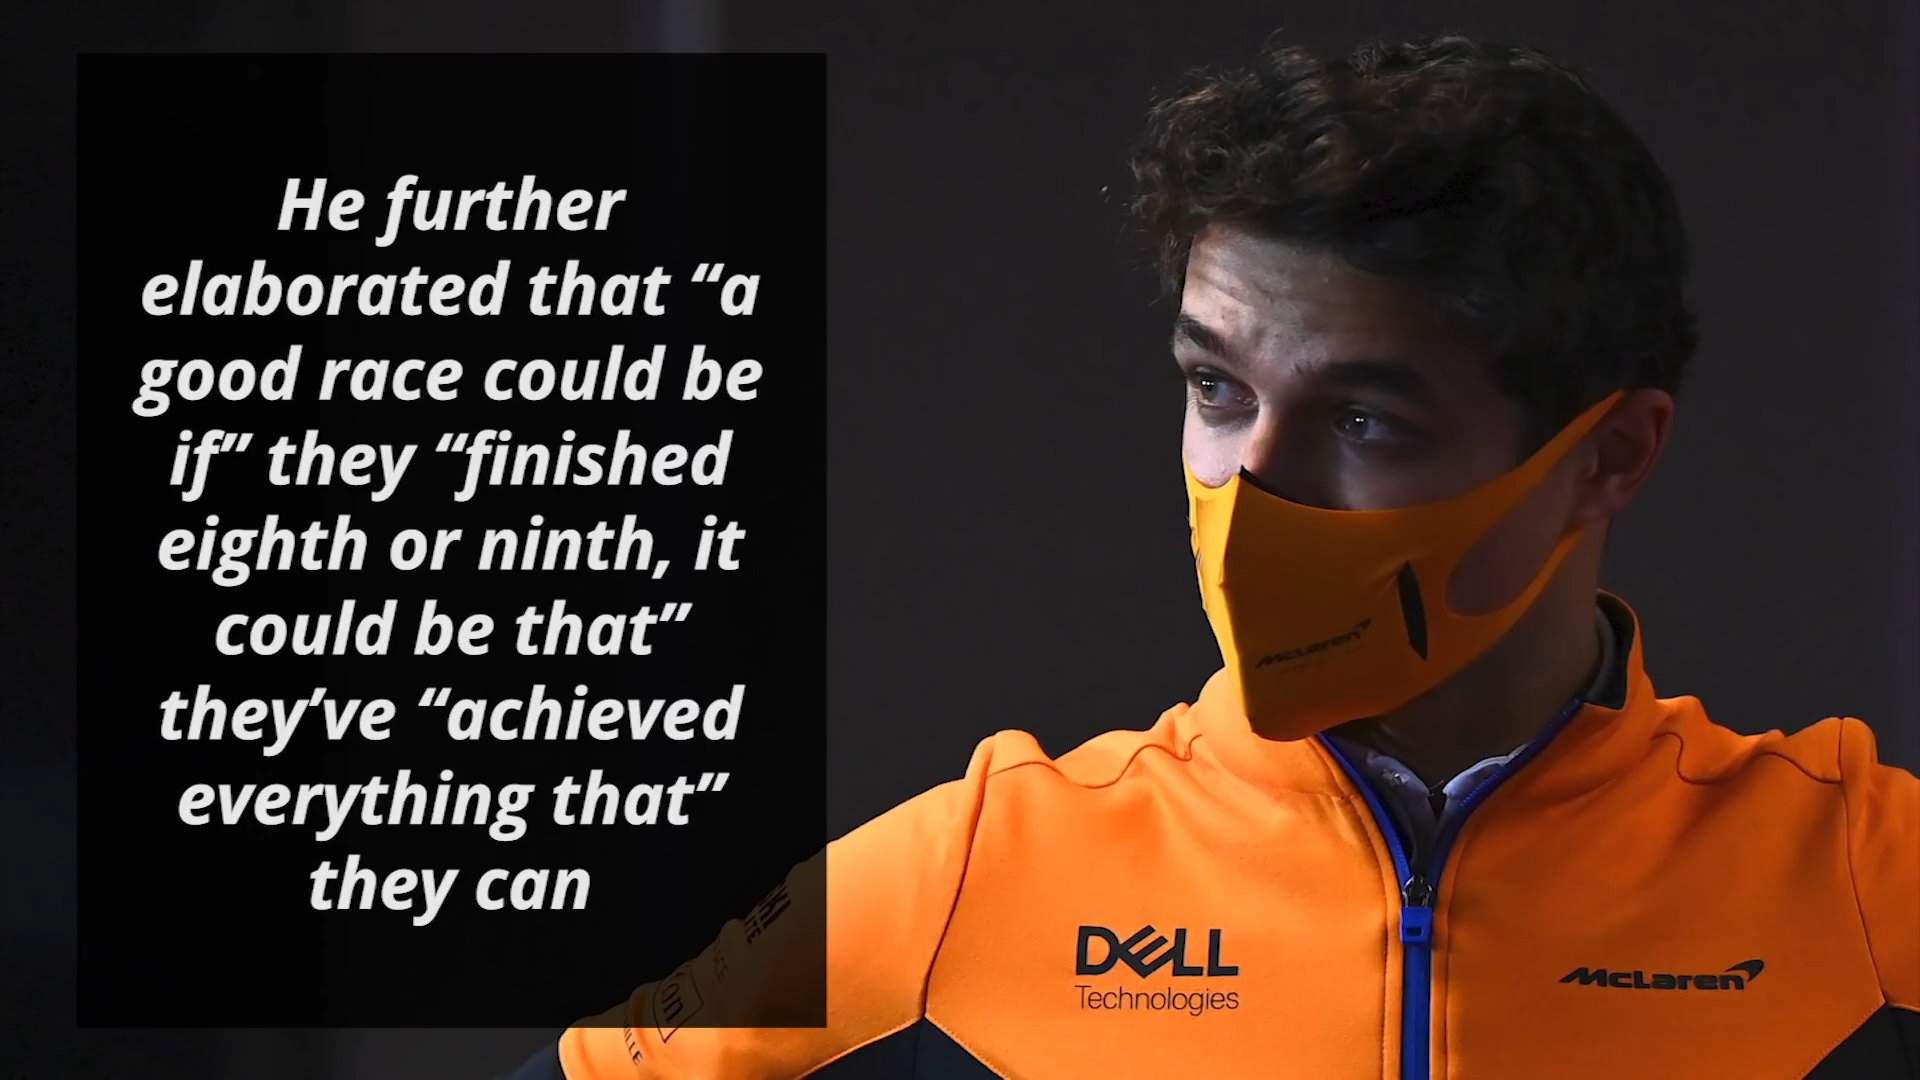 He further
elaborated that “a
good race could be
if” they “finished
eighth or ninth, it
could be that”
they’ve “achieved
everything that”
they can
McLaren
DELL
Technologies
McLaren